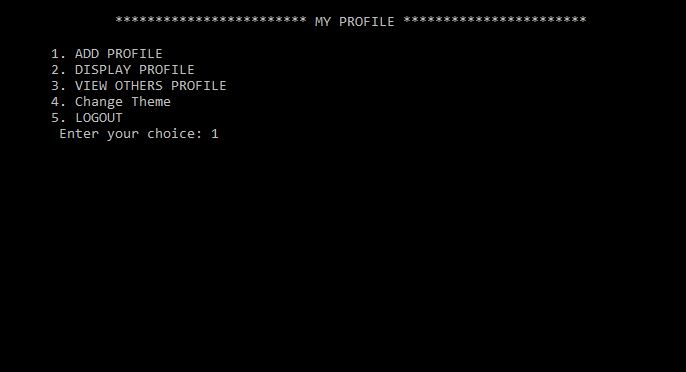 ************************ MY PROFILE ***********************
1. ADD PROFILE
2. DISPLAY PROFILE
3. VIEW OTHERS PROFILE
4. Change Theme
5. LOGOUT
Enter your choice: 1